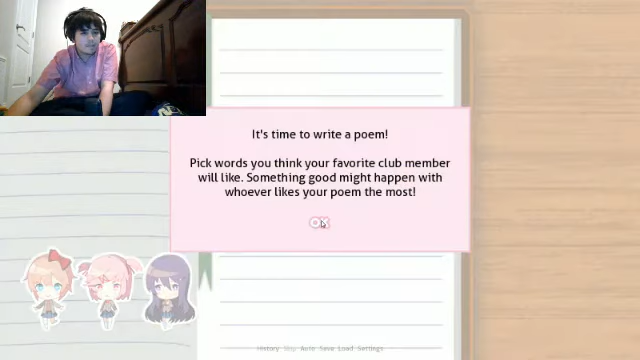 It's time to write a poem!
Pick words you think your favorite club member
will like. Something good might happen with
whoever likes your poem the most!
OK
History Skip Auto Save Load Settings